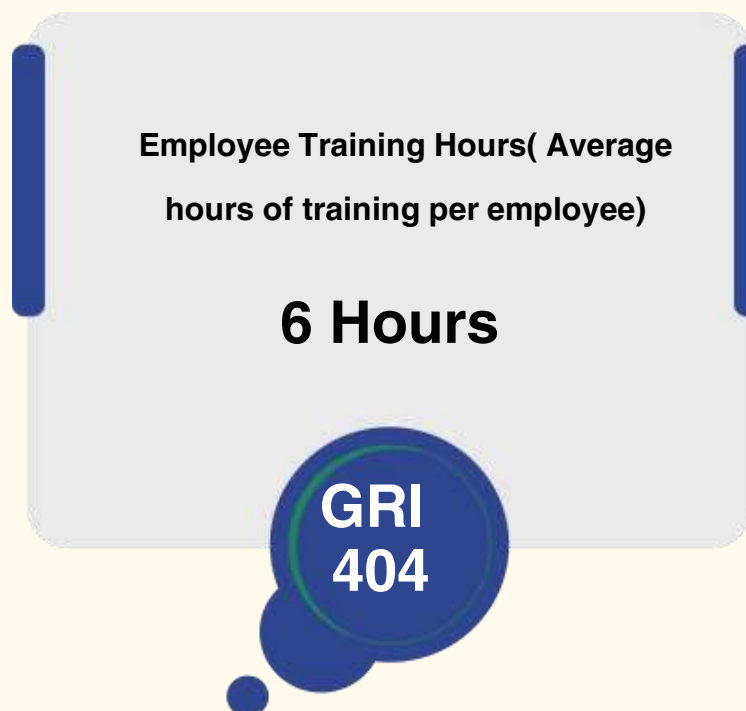 Employee Training Hours( Average
hours of training per employee)
6 Hours
GRI
404